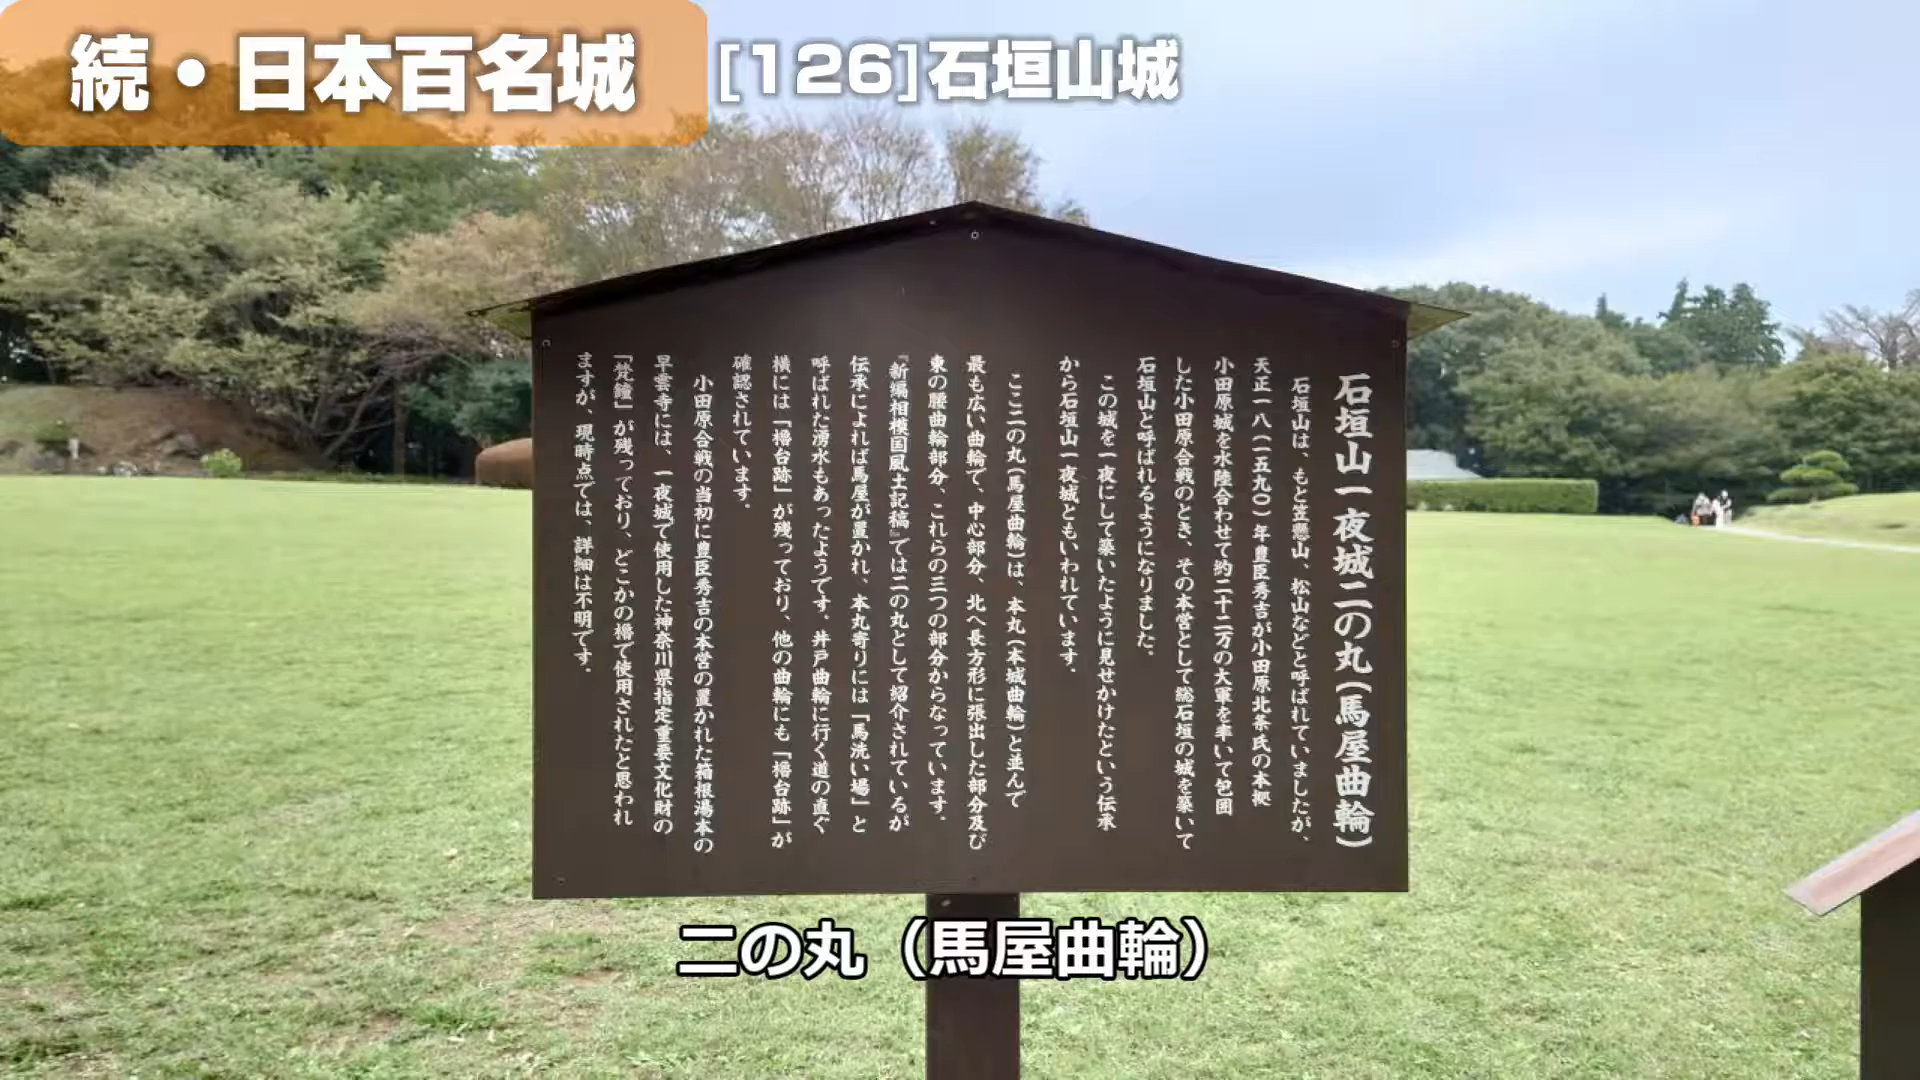 続・日本百名城
[126]石垣山城
石垣山一夜城二の丸(馬屋曲輪)
石垣山は、もと笠懸山、松山などと呼ばれていましたが、
天正一八(一五九〇)年豊臣秀吉が小田原北条氏の本拠
小田原城を水陸合わせて約二十二万の大軍を率いて包囲
した小田原合戦のとき、その本営として総石垣の城を築いて
石垣山と呼ばれるようになりました。
この城を一夜にして築いたように見せかけたという伝承
から石垣山一夜城ともいわれています。
ここ二の丸(馬屋曲輪)は、本丸(本城曲輪)と並んで
最も広い曲輪で、中心部分、北へ長方形に張出した部分及び
東の腰曲輪部分、これらの三つの部分からなっています。
『新編相模国風土記稿』では二の丸として紹介されているが
伝承によれば馬屋が置かれ、本丸寄りには「馬洗い場」と
呼ばれた湧水もあったようです。井戸曲輪に行く道の直ぐ
横には「櫓台跡」が残っており、他の曲輪にも「櫓台跡」が
確認されています。
小田原合戦の当初に豊臣秀吉の本営の置かれた箱根湯本の
早雲寺には、一夜城で使用した神奈川県指定重要文化財の
「梵鐘」が残っており、どこかの櫓で使用されたと思われ
ますが、現時点では、詳細は不明です。
二の丸（馬屋曲輪）